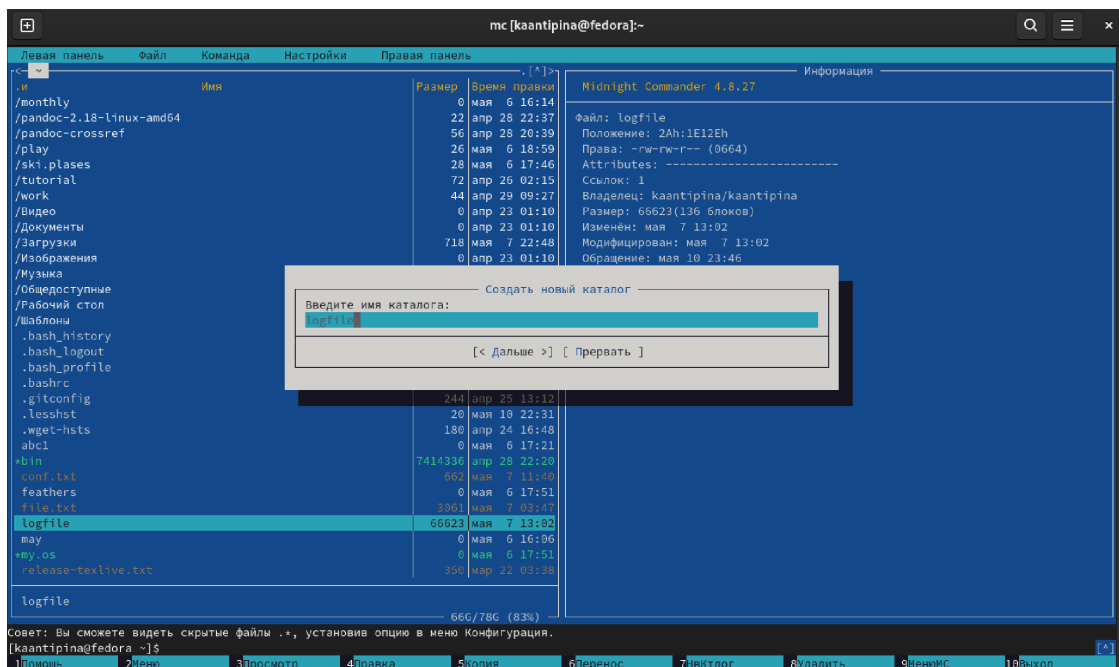 mc [kaantipina@fedora]:~
Левая панель Файл Команда Настройки Правая панель
<─ ~ .[^]>
.и Имя Размер Время правки
/monthly 0 мая 6 16:14
/pandoc-2.18-linux-amd64 22 апр 28 22:37
/pandoc-crossref 56 апр 28 20:39
/play 26 мая 6 18:59
/ski.plases 28 мая 6 17:46
/tutorial 72 апр 26 02:15
/work 44 апр 29 09:27
/Видео 0 апр 23 01:10
/Документы 0 апр 23 01:10
/Загрузки 718 мая 7 22:48
/Изображения 0 апр 23 01:10
/Музыка
/Общедоступные
/Рабочий стол
/Шаблоны
.bash_history
.bash_logout
.bash_profile
.bashrc
.gitconfig 244 апр 25 13:12
.lesshst 20 мая 10 22:31
.wget-hsts 180 апр 24 16:48
abc1 0 мая 6 17:21
*bin 7414336 апр 28 22:20
conf.txt 662 мая 7 11:40
feathers 0 мая 6 17:51
file.txt 3061 мая 7 03:47
logfile 66623 мая 7 13:02
may 0 мая 6 16:06
*my.os 0 мая 6 17:51
release-texlive.txt 350 мар 22 03:38
logfile
66G/78G (83%)
Информация
Midnight Commander 4.8.27
Файл: logfile
Положение: 2Ah:1E12Eh
Права: -rw-rw-r-- (0664)
Attributes: -------------------------
Ссылок: 1
Владелец: kaantipina/kaantipina
Размер: 66623(136 блоков)
Изменён: мая 7 13:02
Модифицирован: мая 7 13:02
Обращение: мая 10 23:46
Создать новый каталог
Введите имя каталога:
logfile
[< Дальше >] [ Прервать ]
Совет: Вы сможете видеть скрытые файлы .*, установив опцию в меню Конфигурация.
[kaantipina@fedora ~]$ [^]
1Помощь 2Меню 3Просмотр 4Правка 5Копия 6Перенос 7НвКтлог 8Удалить 9МенюMC 10Выход